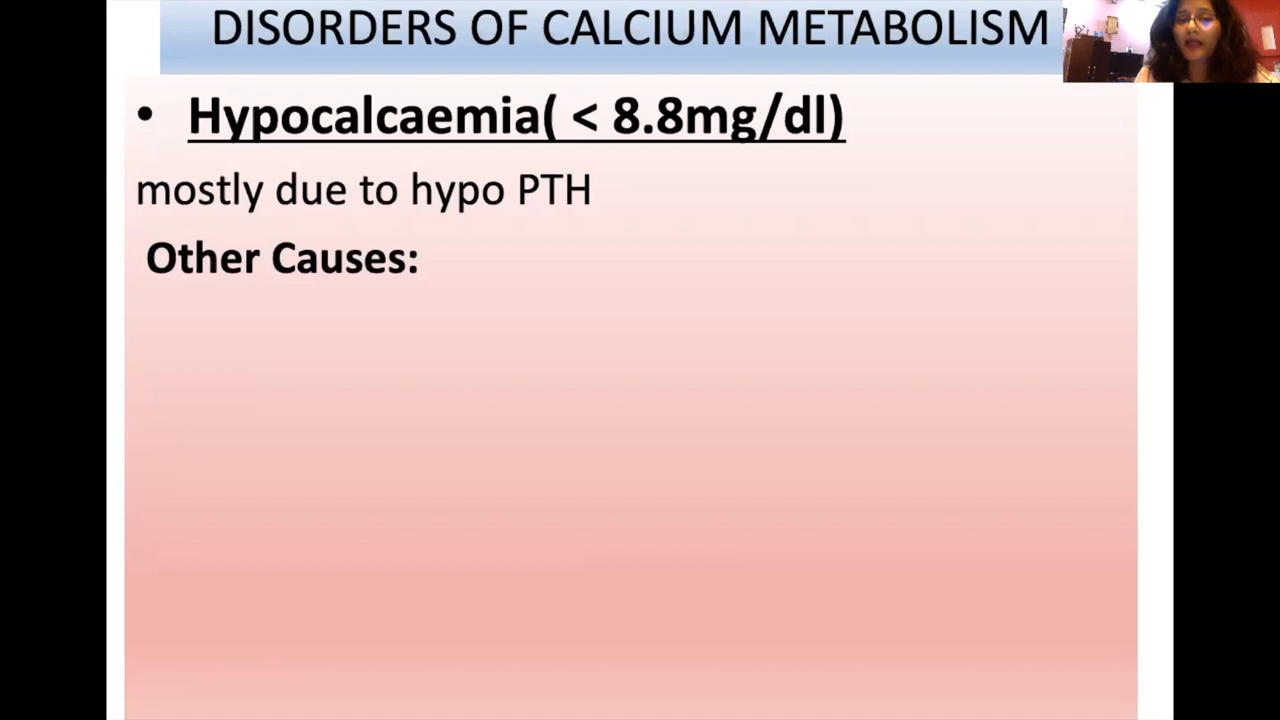 DISORDERS OF CALCIUM METABOLISM
• Hypocalcaemia( < 8.8mg/dl)
mostly due to hypo PTH
Other Causes: